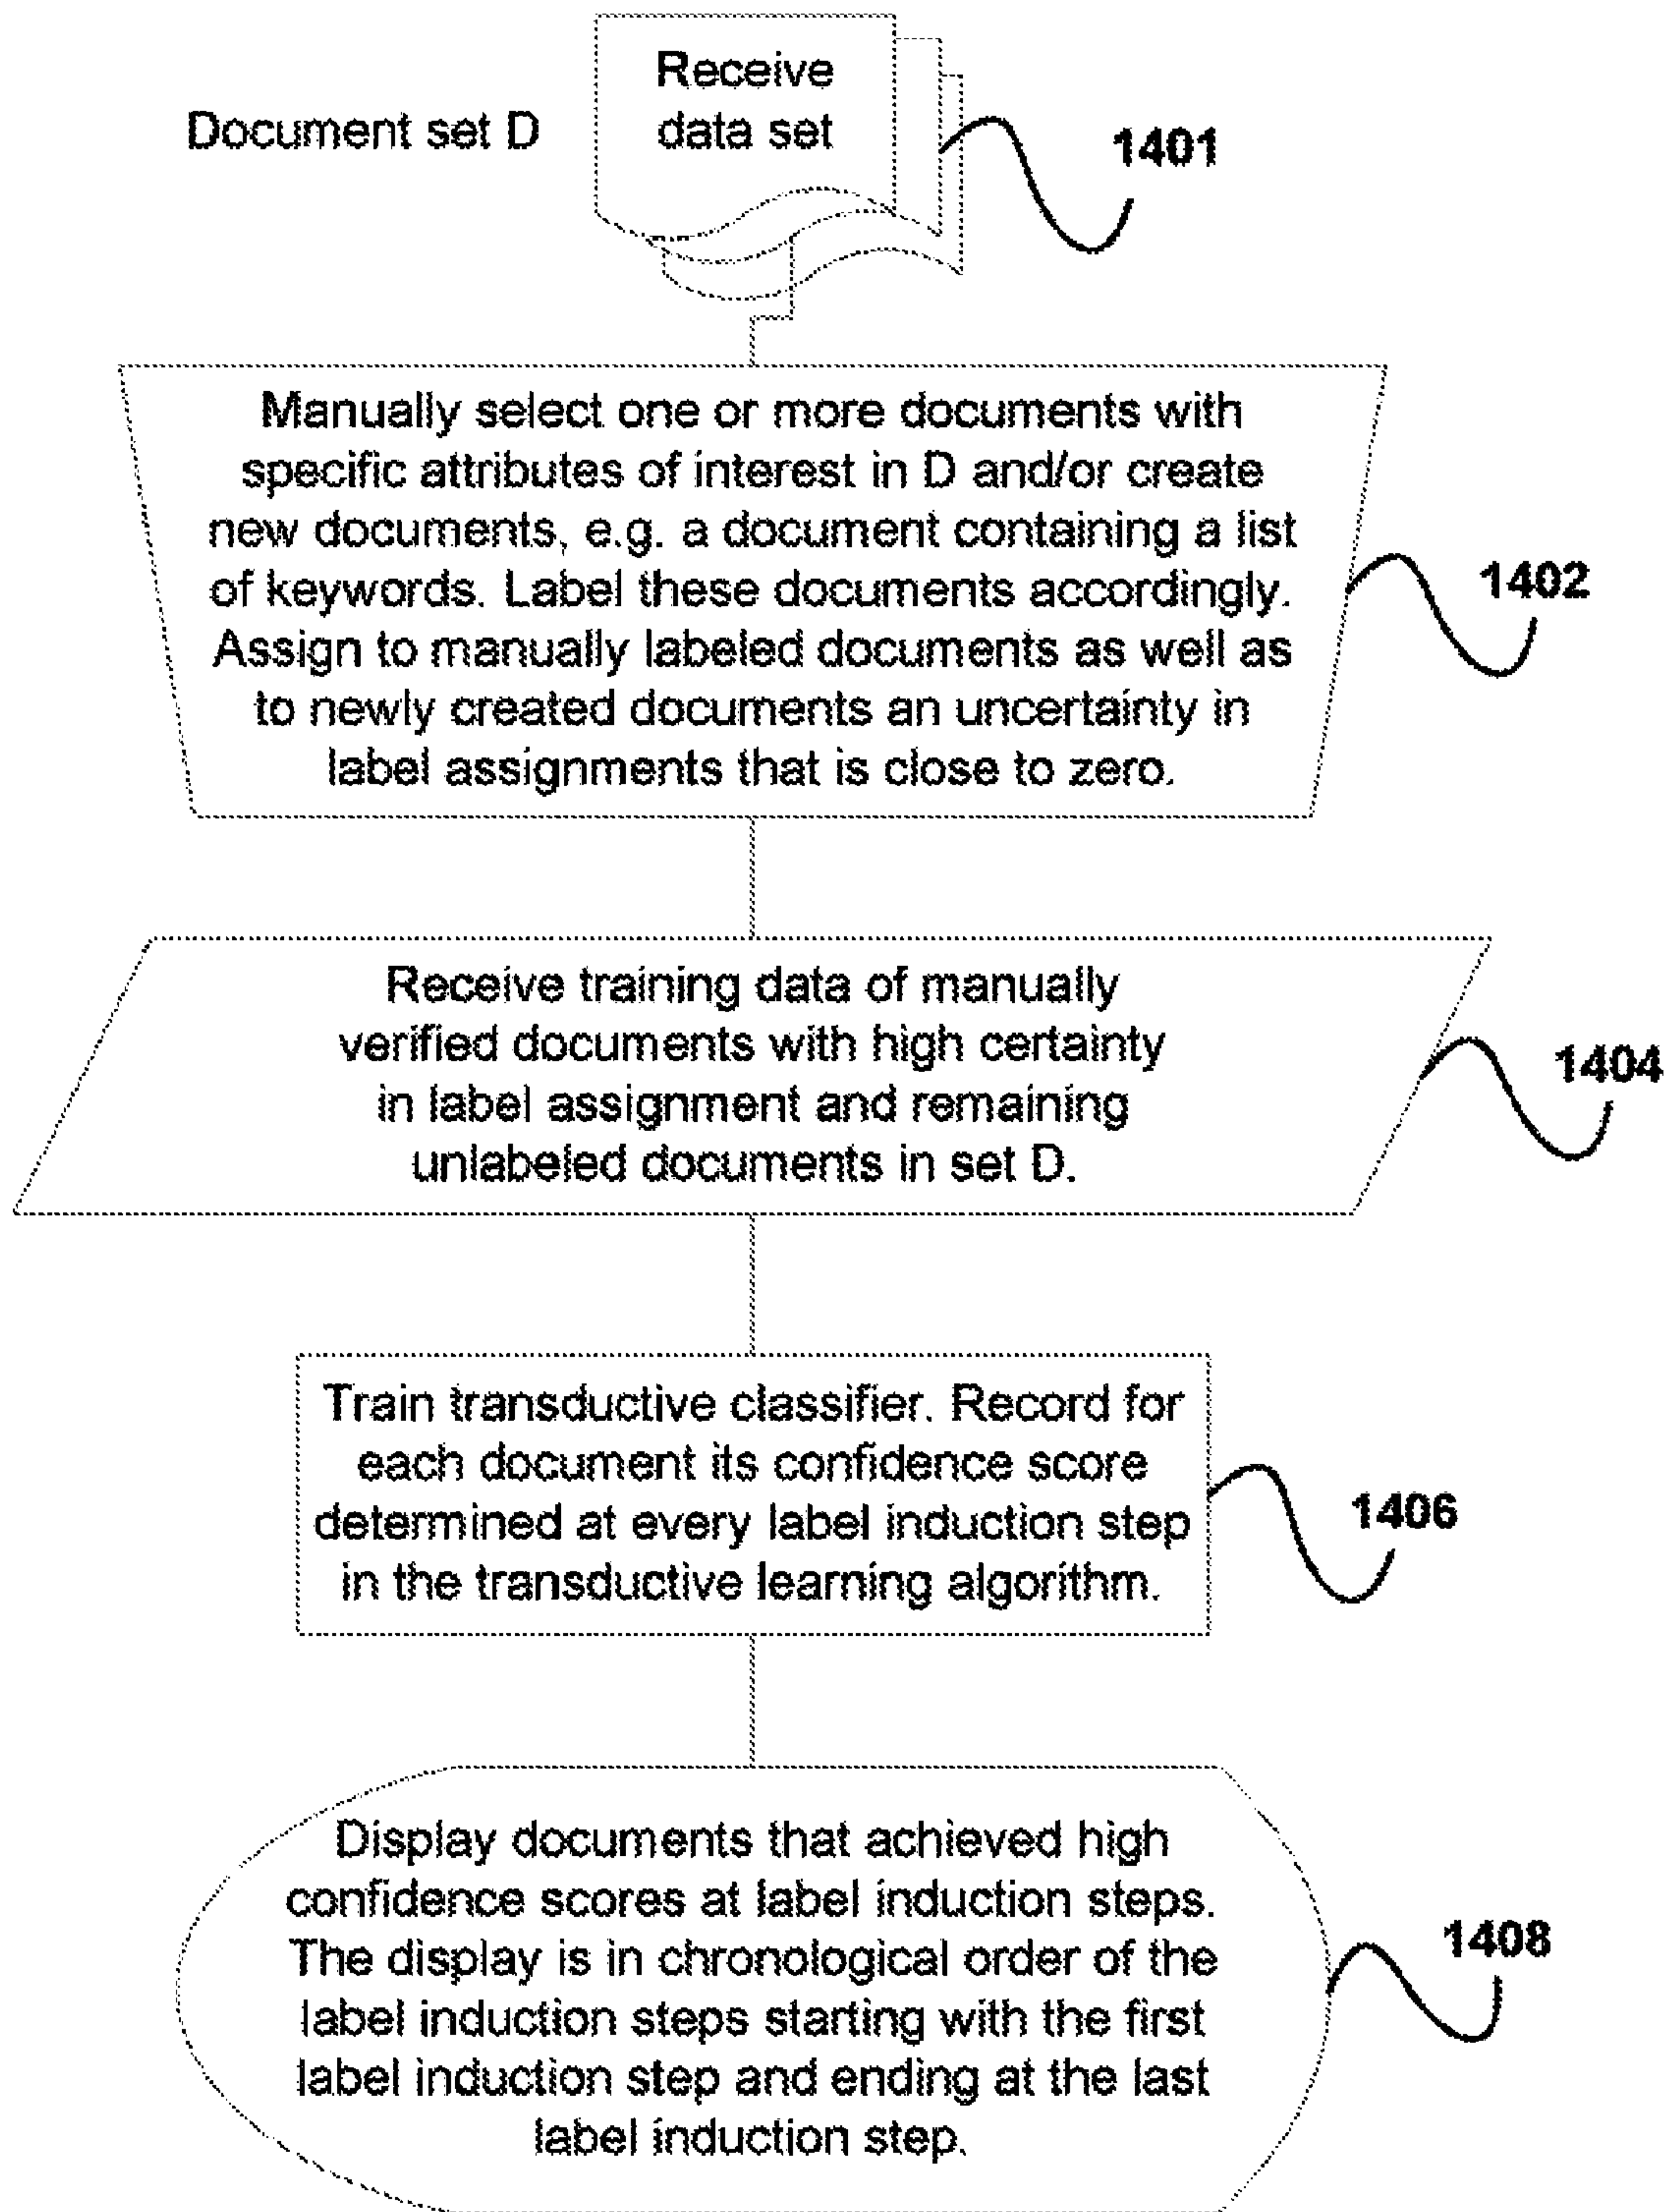 Receive
data set
Document set D
1401
Manually select one or more documents with
specific attributes of interest in D and/or create
new documents, e.g. a document containing a list
of keywords. Label these documents accordingly.
Assign to manually labeled documents as well as
to newly created documents an uncertainty in
label assignments that is close to zero.
1402
Receive training data of manually
verified documents with high certainty
in label assignment and remaining
unlabeled documents in set D.
1404
Train transductive classifier. Record for
each document its confidence score
determined at every label induction step
in the transductive learning algorithm.
1406
Display documents that achieved high
confidence scores at label induction steps.
The display is in chronological order of the
label induction steps starting with the first
label induction step and ending at the last
label induction step.
1408